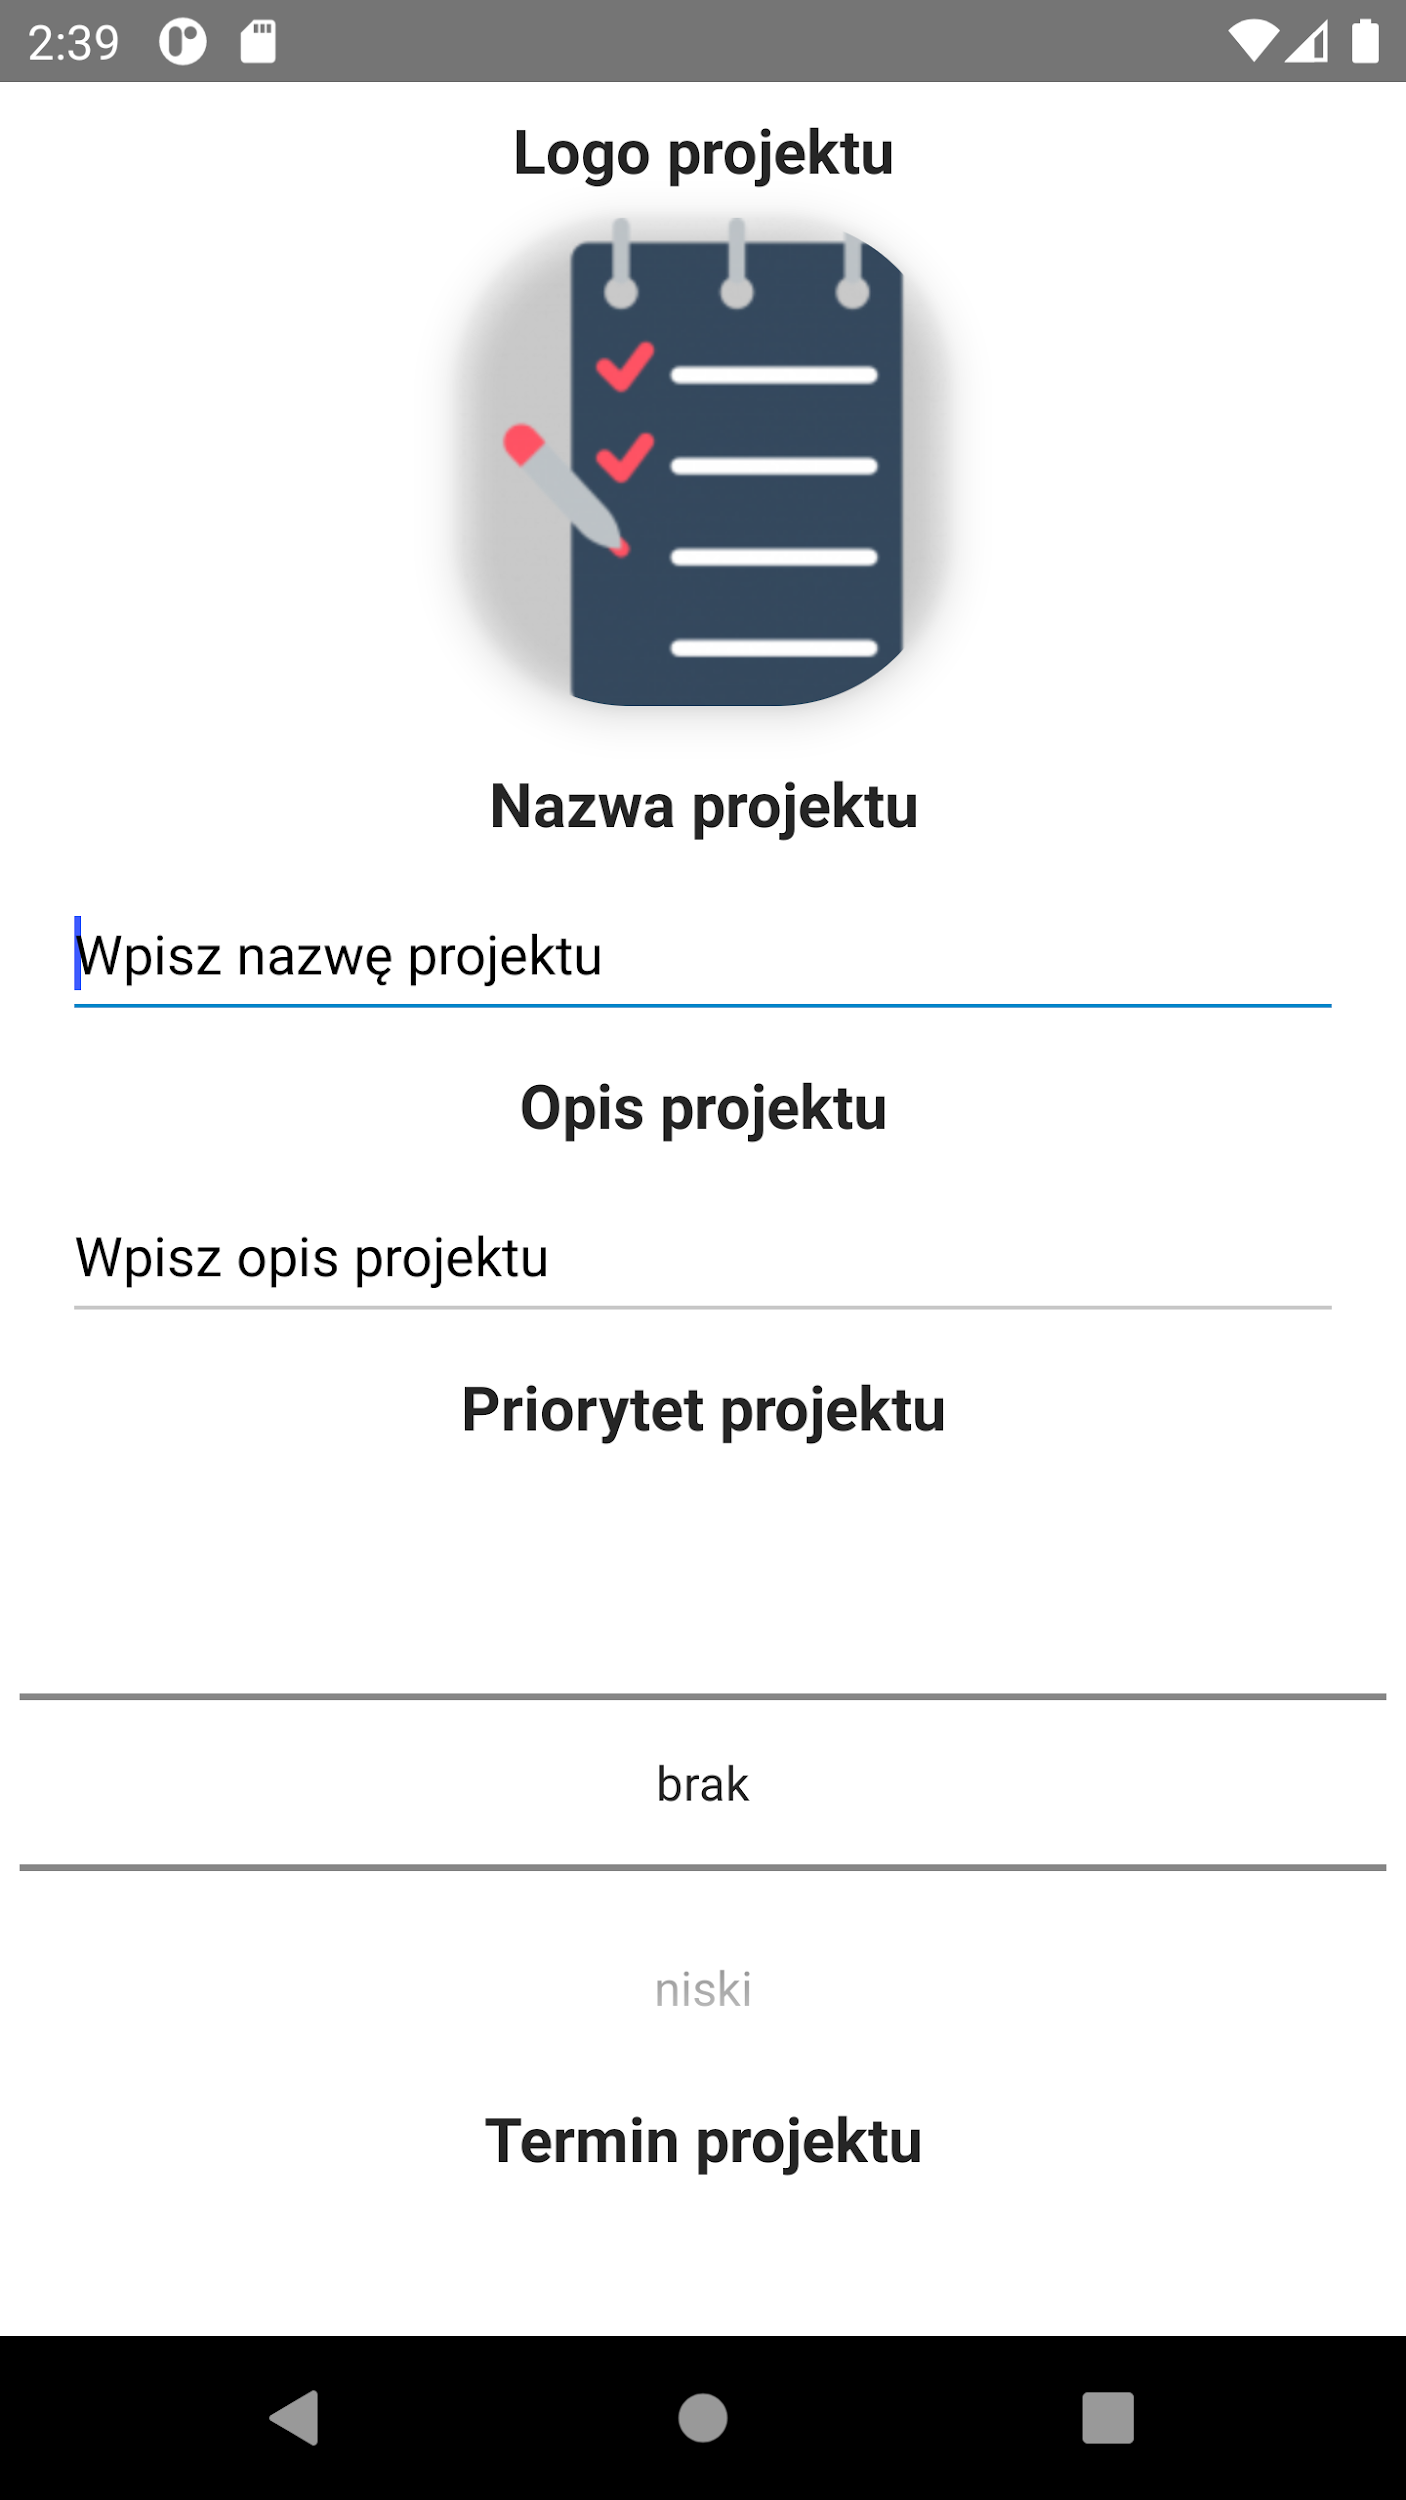 2:39
Logo projektu
Nazwa projektu
Wpisz nazwę projektu
Opis projektu
Wpisz opis projektu
Priorytet projektu
brak
niski
Termin projektu